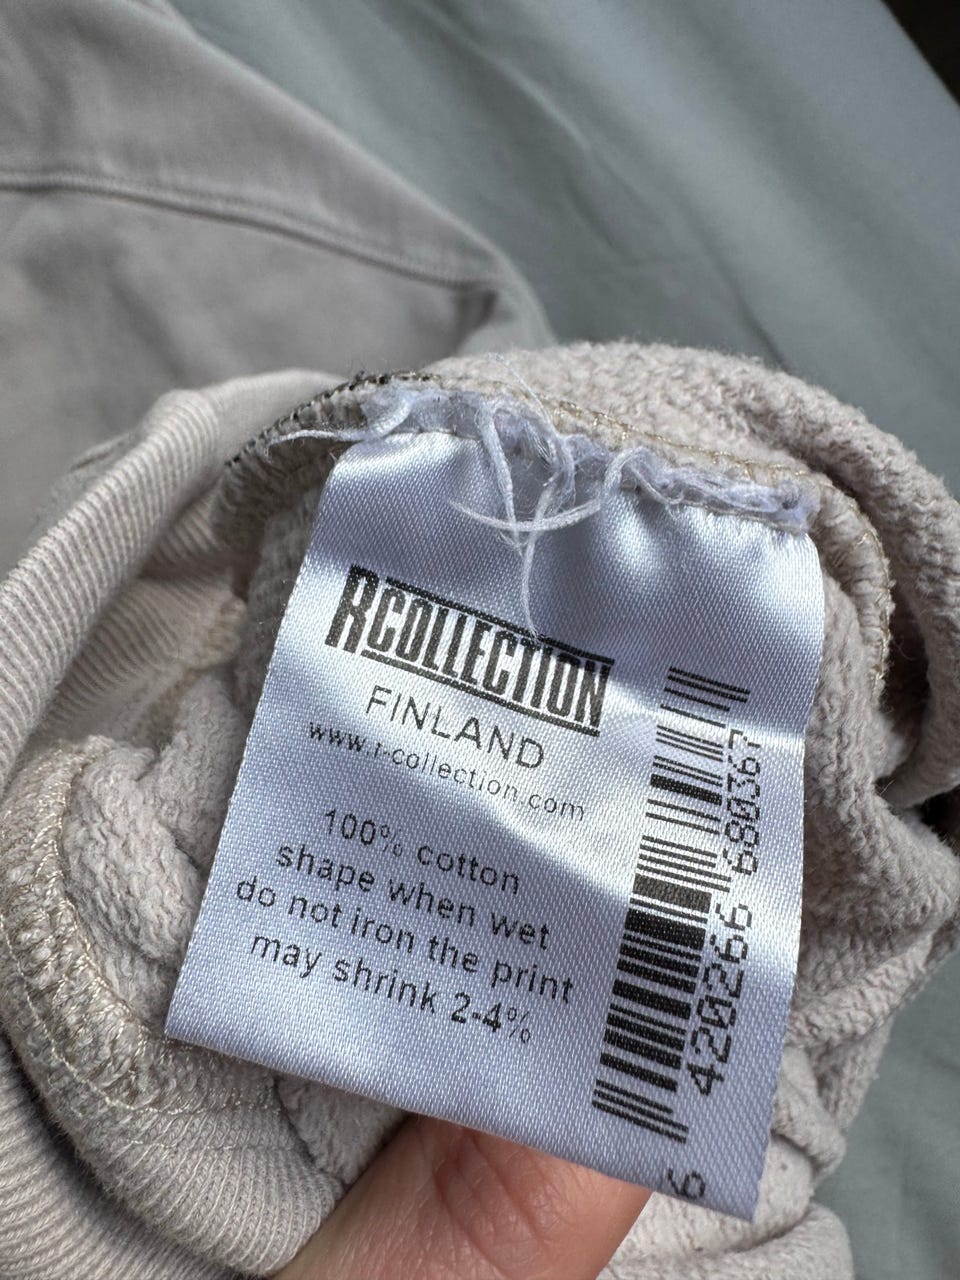 RCOLLECTION
FINLAND
www.r-collection.com
100% cotton
shape when wet
do not iron the print
may shrink 2-4%
6 420266 680367